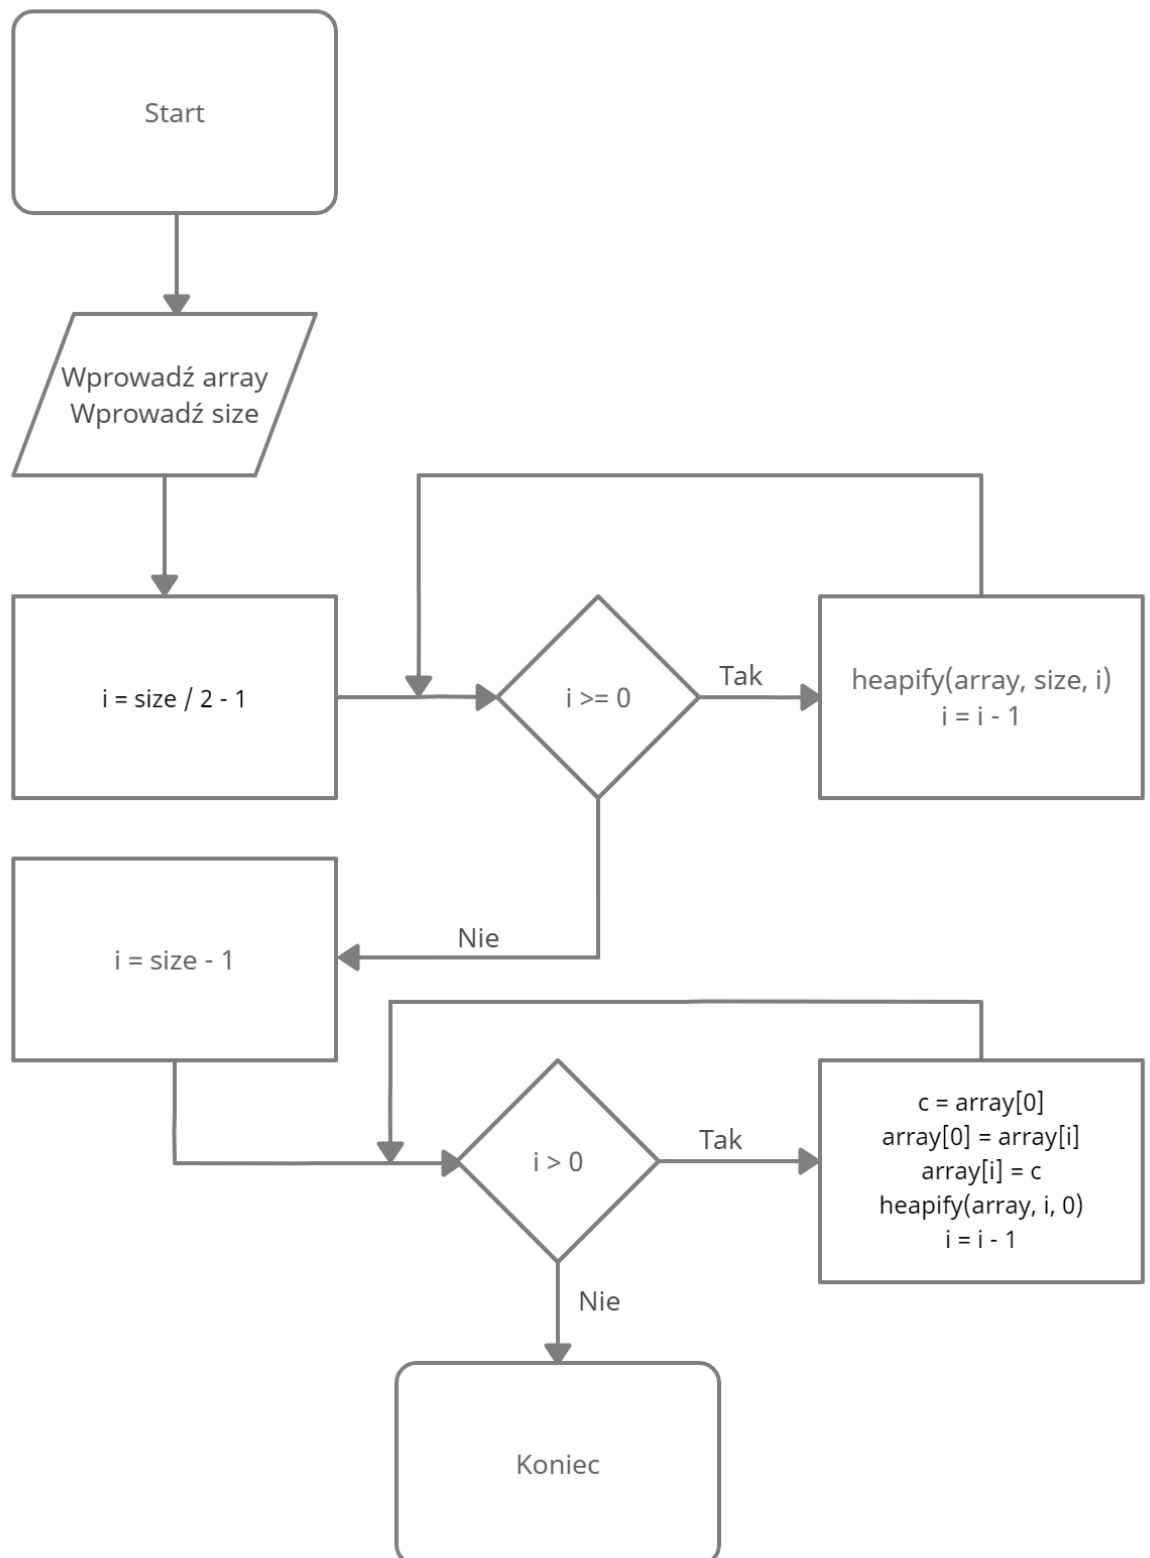 Start
Wprowadź array
Wprowadź size
i = size / 2 - 1
i >= 0
Tak
heapify(array, size, i)
i = i - 1
Nie
i = size - 1
i > 0
Tak
c = array[0]
array[0] = array[i]
array[i] = c
heapify(array, i, 0)
i = i - 1
Nie
Koniec